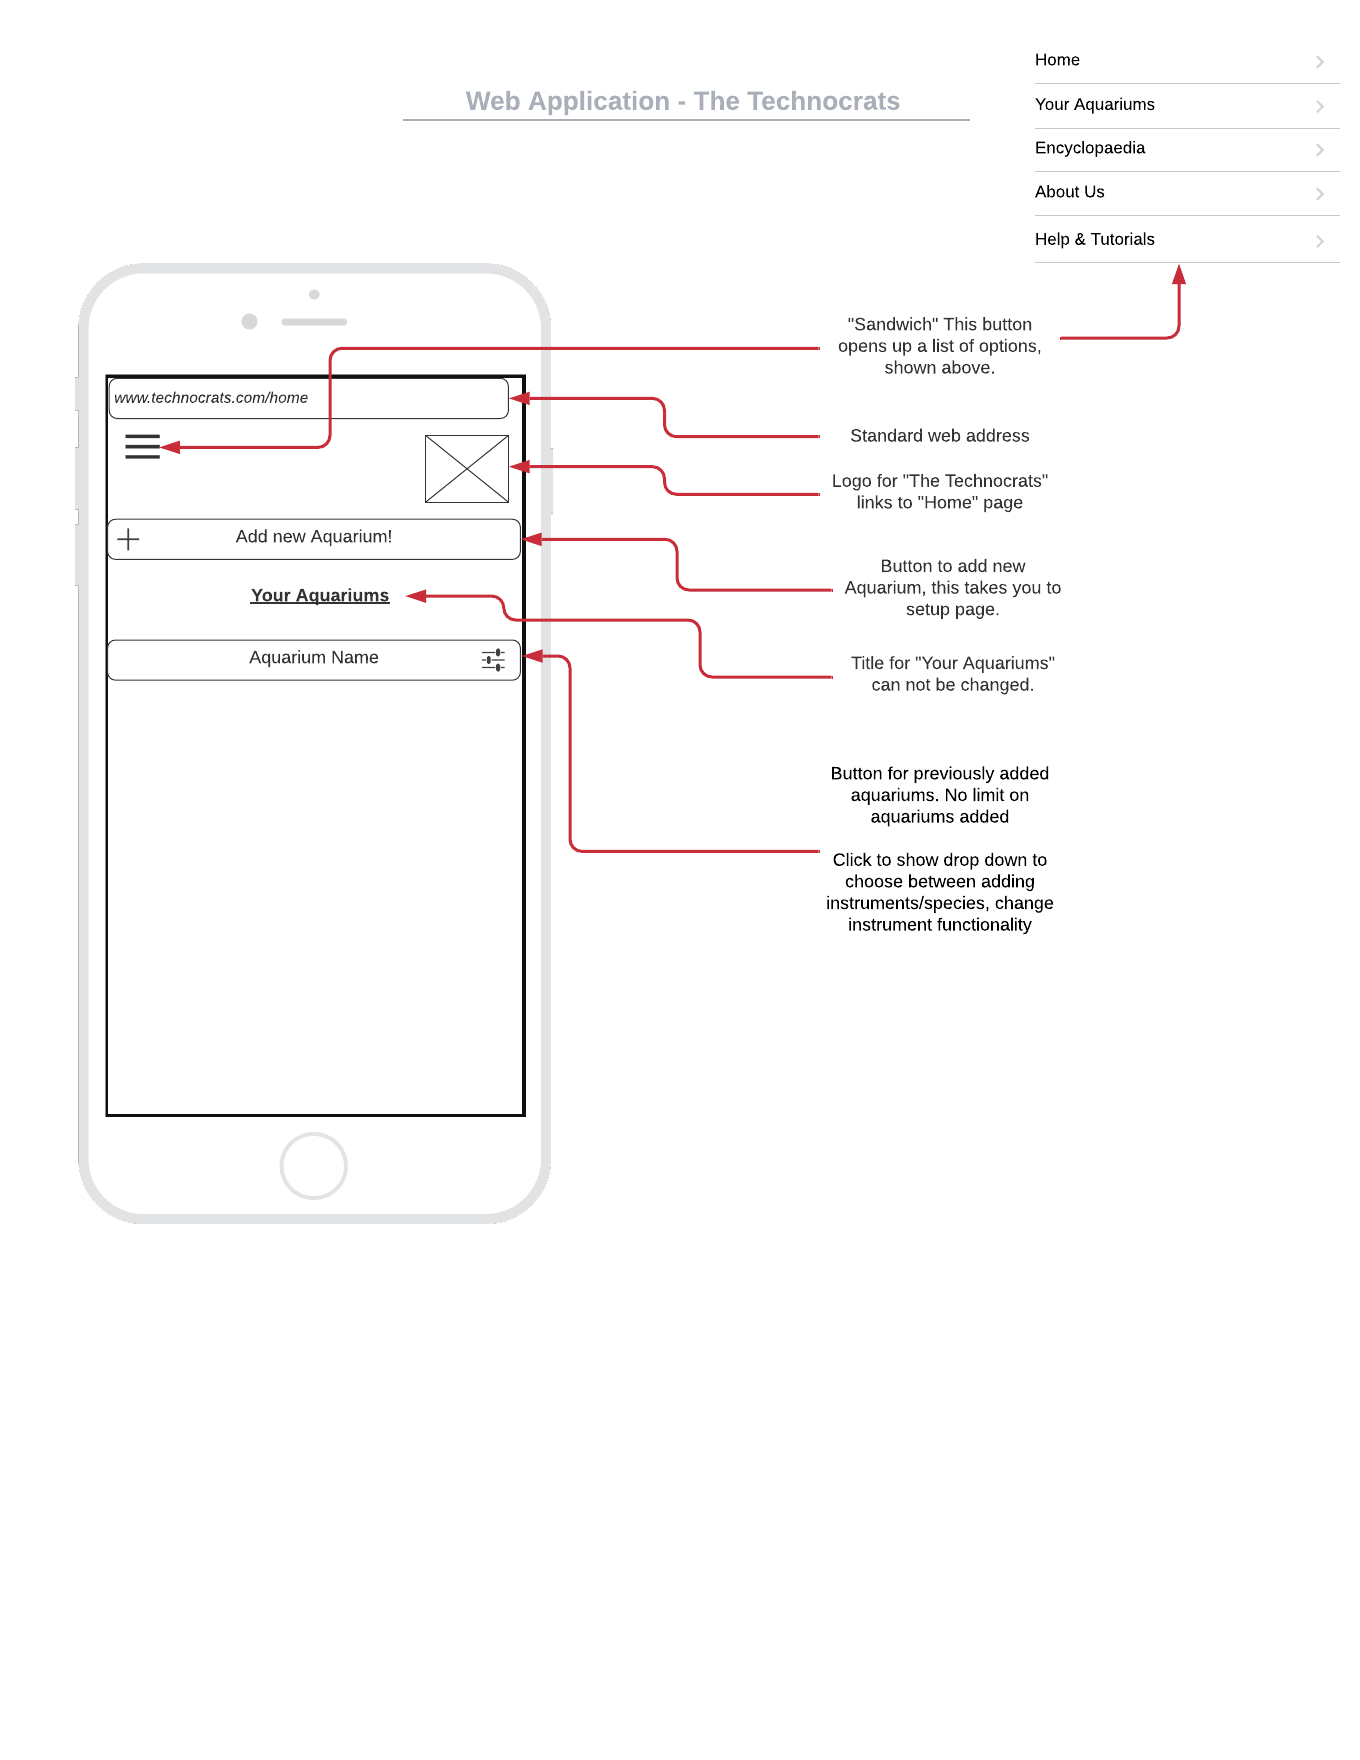 Home
Your Aquariums
Encyclopaedia
About Us
Help & Tutorials
Web Application - The Technocrats
"Sandwich" This button
opens up a list of options,
shown above.
www.technocrats.com/home
Standard web address
Logo for "The Technocrats"
links to "Home" page
Add new Aquarium!
Button to add new
Aquarium, this takes you to
setup page.
Your Aquariums
Title for "Your Aquariums"
can not be changed.
Aquarium Name
Button for previously added
aquariums. No limit on
aquariums added
Click to show drop down to
choose between adding
instruments/species, change
instrument functionality